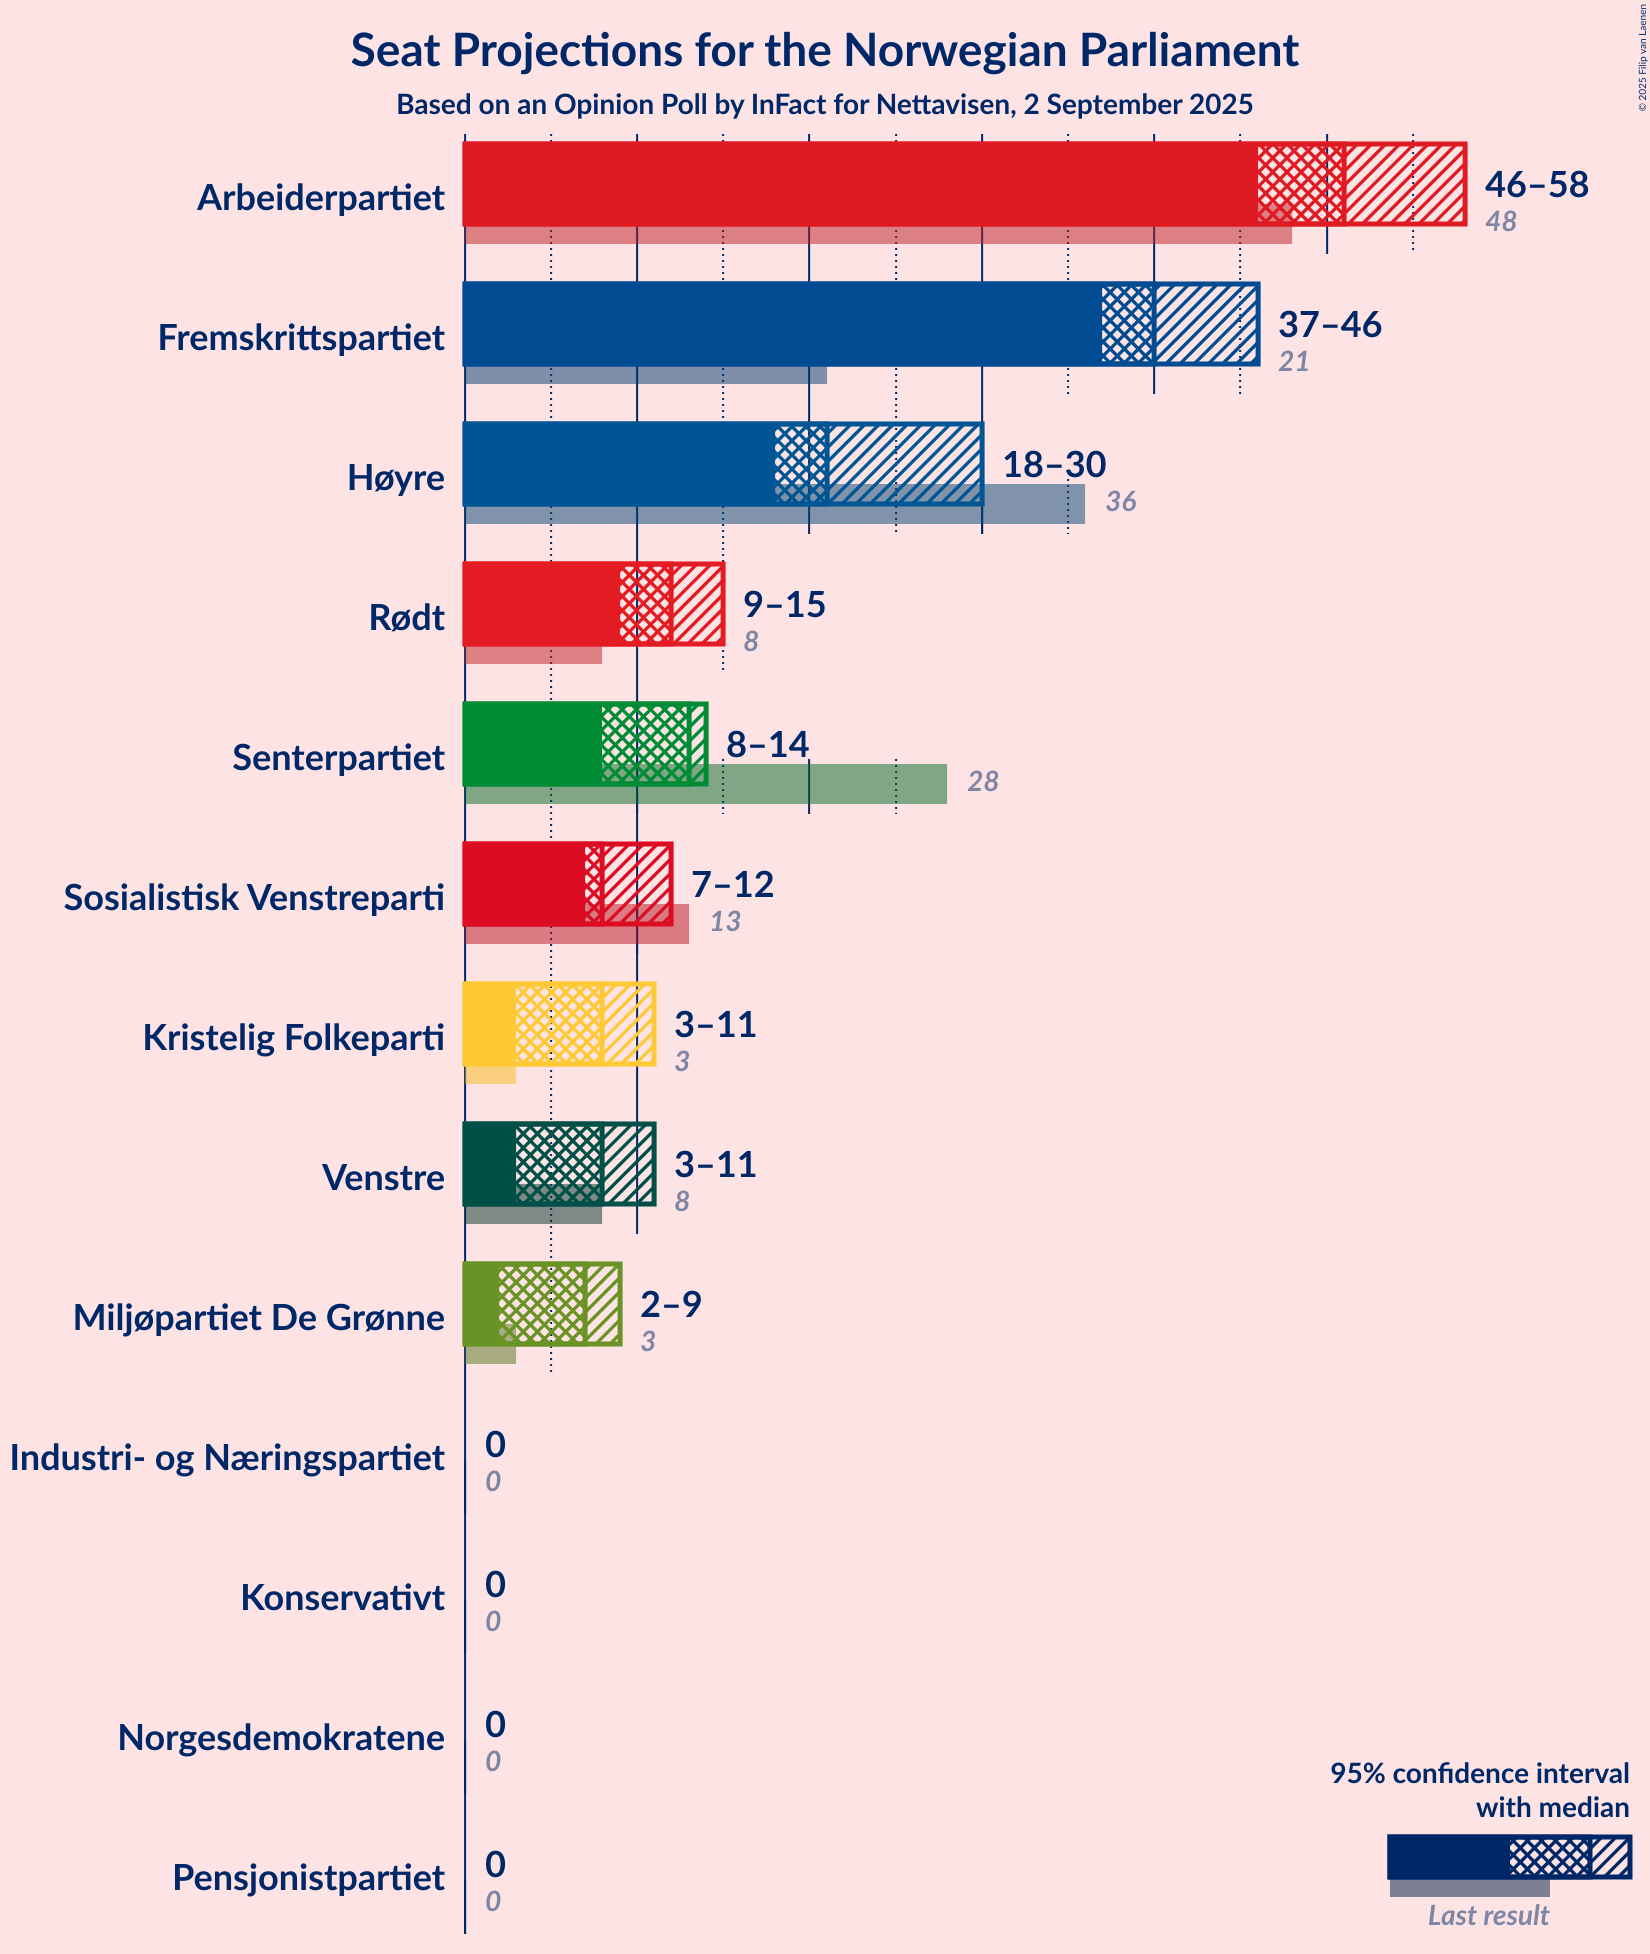 Seat Projections for the Norwegian Parliament
Based on an Opinion Poll by InFact for Nettavisen, 2 September 2025
© 2025 Filip van Laenen
Arbeiderpartiet
46–58
48
Fremskrittspartiet
37–46
21
Høyre
18–30
36
Rødt
9–15
8
Senterpartiet
8–14
28
Sosialistisk Venstreparti
7–12
13
Kristelig Folkeparti
3–11
3
Venstre
3–11
8
Miljøpartiet De Grønne
2–9
3
Industri- og Næringspartiet
0
0
Konservativt
0
0
Norgesdemokratene
0
0
Pensjonistpartiet
0
0
95% confidence interval
with median
Last result